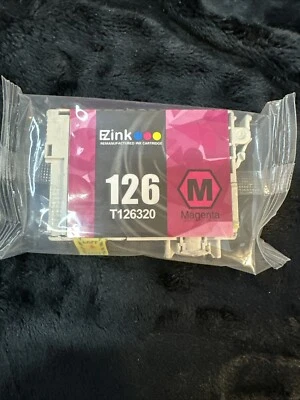 EZink
REMANUFACTURED INK CARTRIDGE
126
T126320
M
Magenta